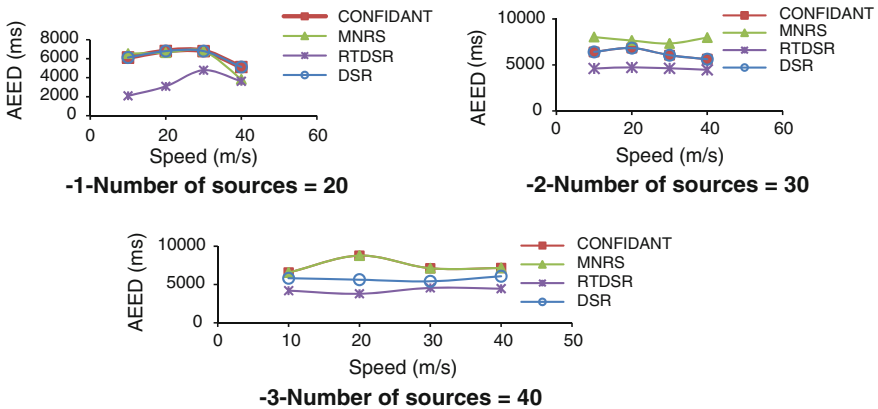 AEED (ms)
8000
6000
4000
2000
0
0
20
40
60
Speed (m/s)
CONFIDANT
MNRS
RTDSR
DSR
-1-Number of sources = 20
AEED (ms)
10000
5000
0
0
20
40
60
Speed (m/s)
CONFIDANT
MNRS
RTDSR
DSR
-2-Number of sources = 30
AEED (ms)
10000
5000
0
0
10
20
30
40
50
Speed (m/s)
CONFIDANT
MNRS
RTDSR
DSR
-3-Number of sources = 40